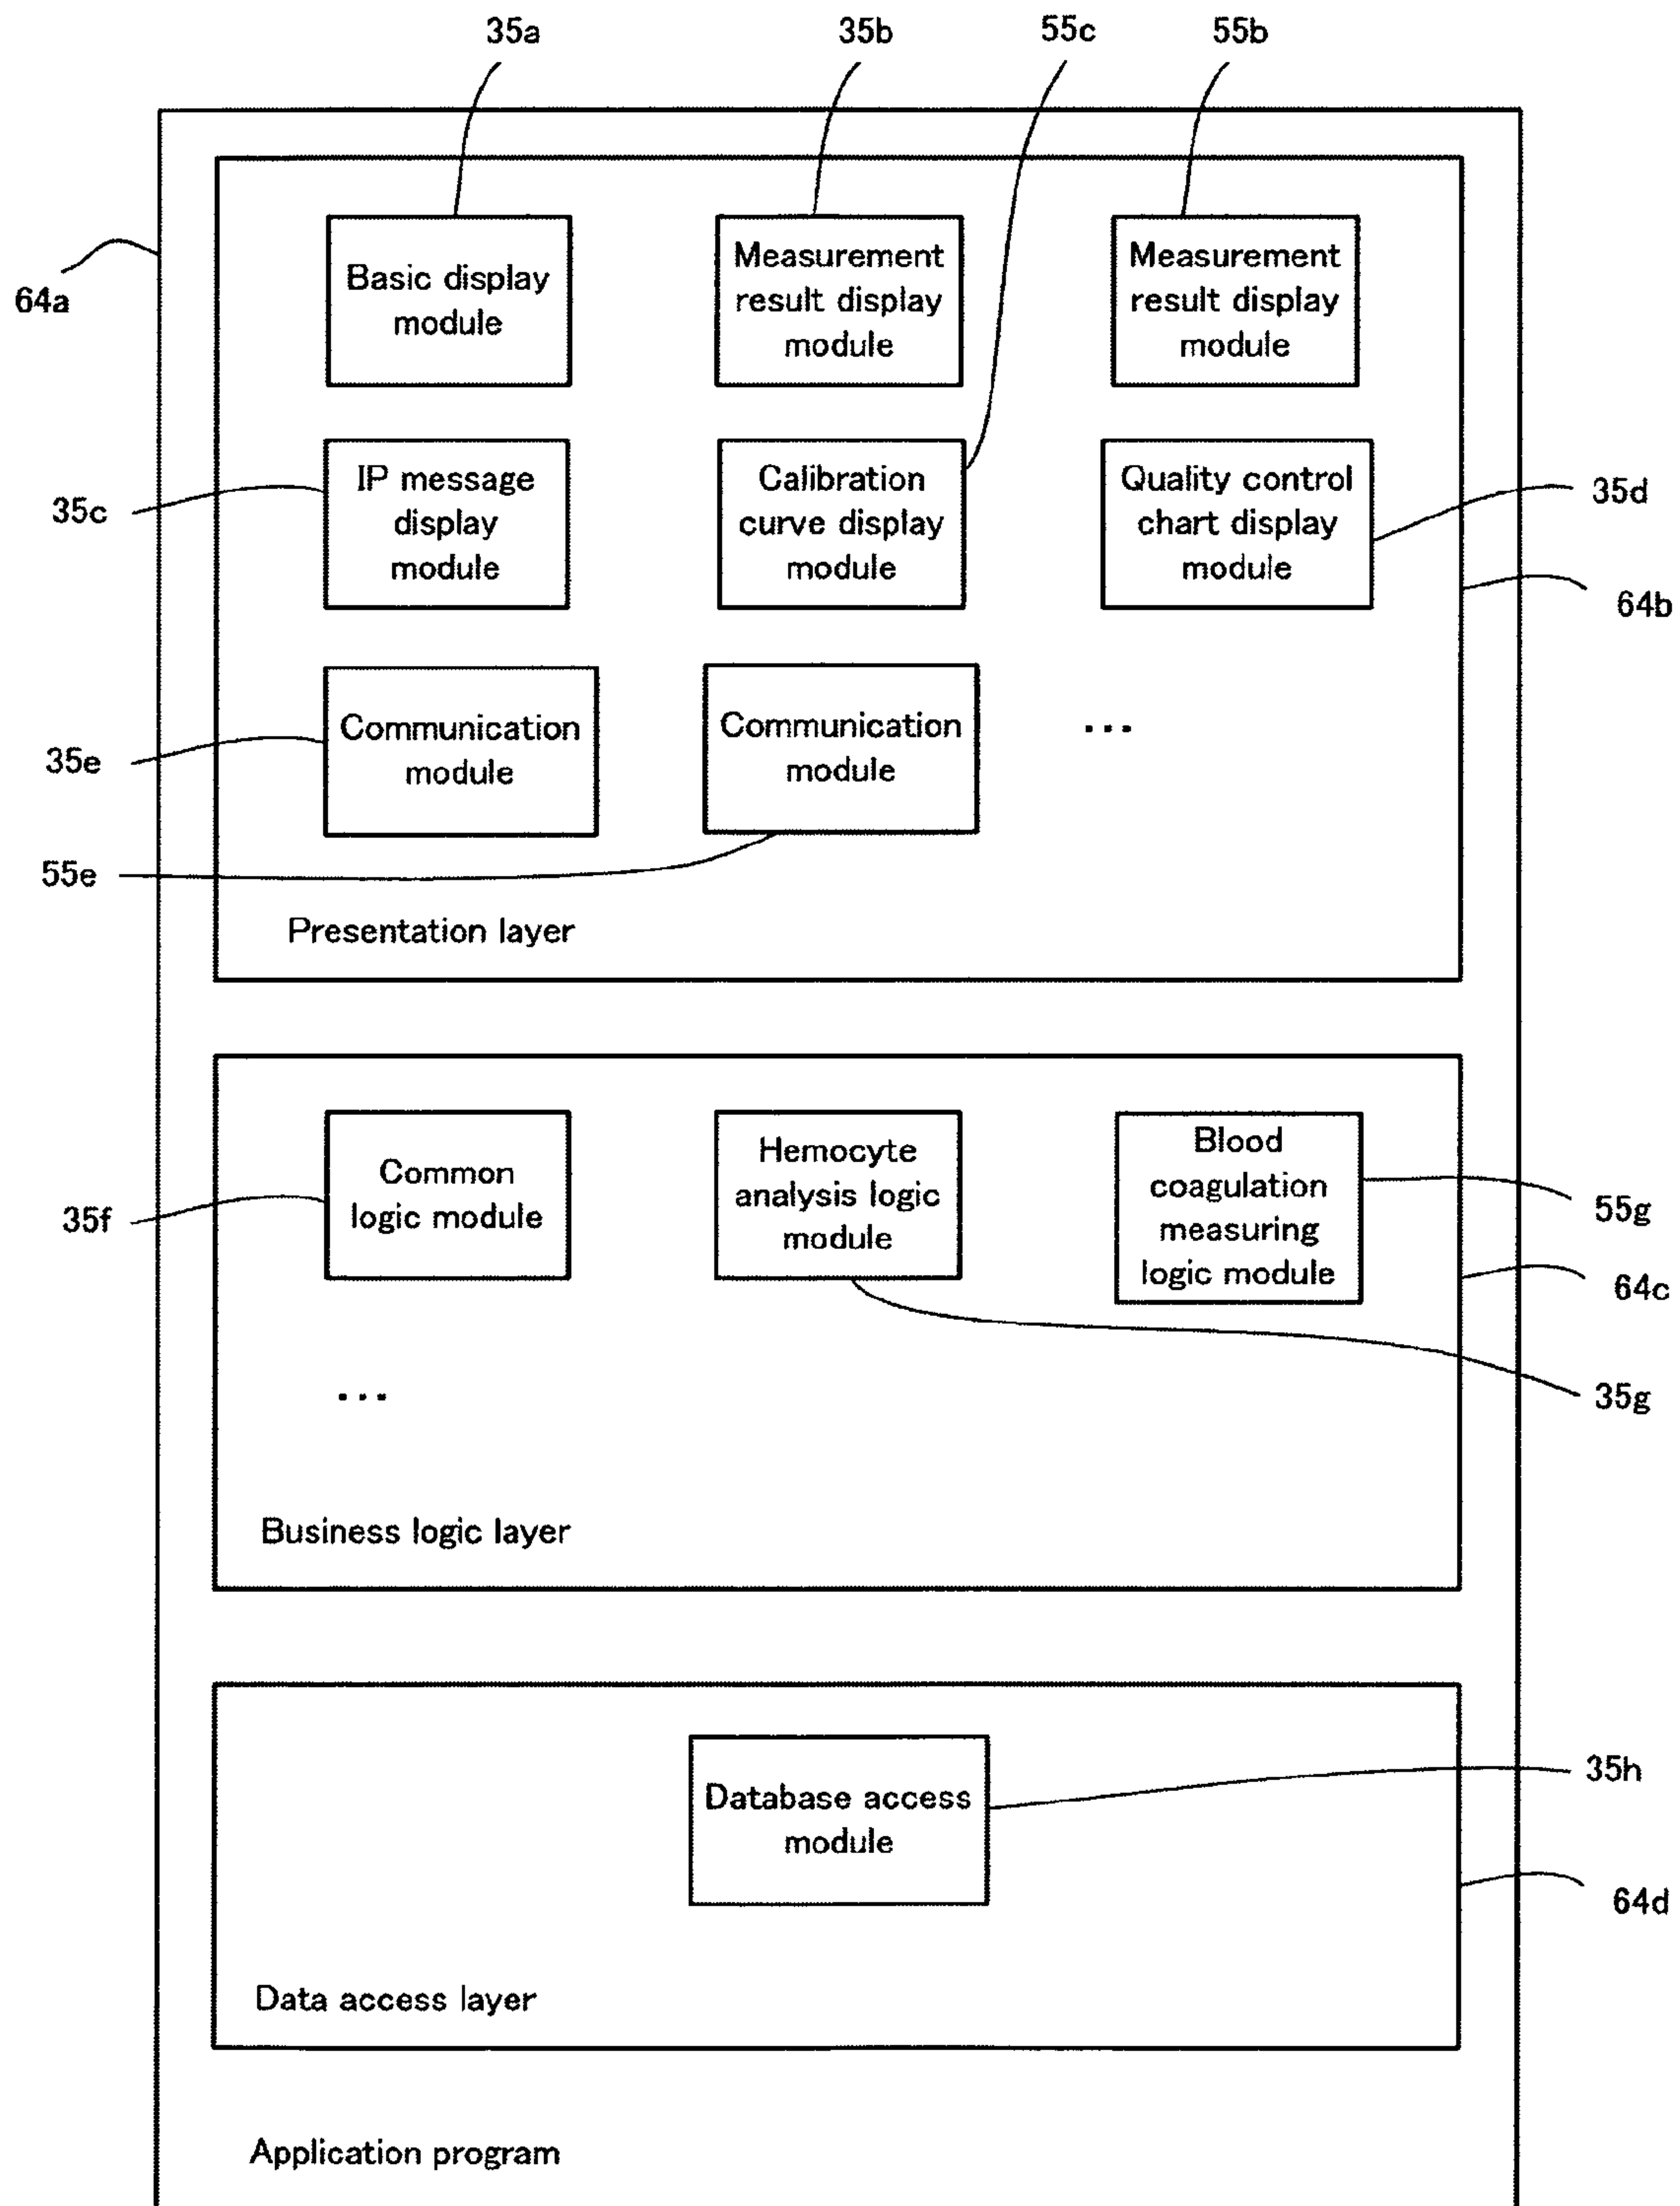 35a
35b
55c
55b
64a
Basic display
module
Measurement
result display
module
Measurement
result display
module
35c
IP message
display
module
Calibration
curve display
module
Quality control
chart display
module
35d
64b
35e
Communication
module
Communication
module
...
55e
Presentation layer
35f
Common
logic module
Hemocyte
analysis logic
module
Blood
coagulation
measuring
logic module
55g
64c
35g
...
Business logic layer
Database access
module
35h
64d
Data access layer
Application program